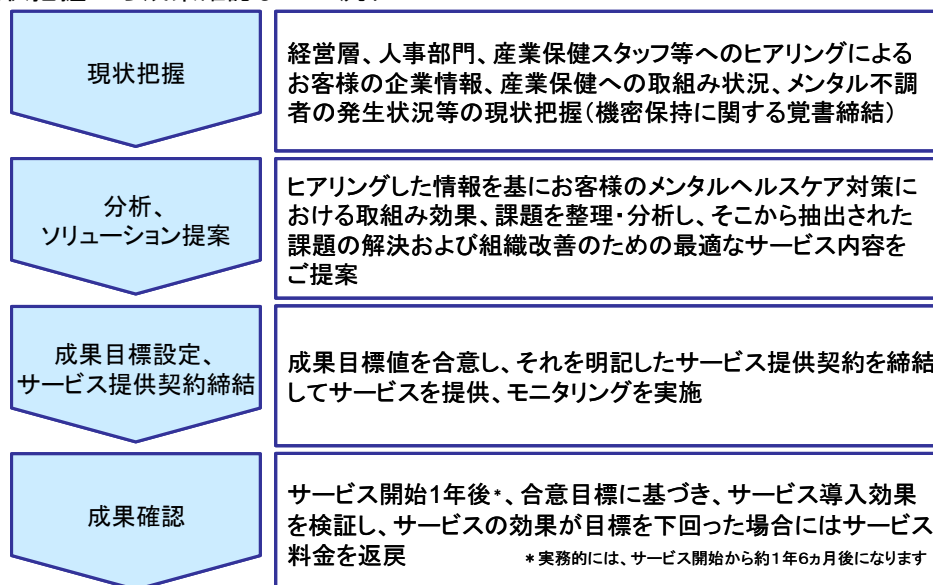 現状把握
経営層、人事部門、産業保健スタッフ等へのヒアリングによる
お客様の企業情報、産業保健への取組み状況、メンタル不調
者の発生状況等の現状把握(機密保持に関する覚書締結)
分析、
ソリューション提案
ヒアリングした情報を基にお客様のメンタルヘルスケア対策に
おける取組み効果、課題を整理・分析し、そこから抽出された
課題の解決および組織改善のための最適なサービス内容を
ご提案
成果目標設定、
サービス提供契約締結
成果目標値を合意し、それを明記したサービス提供契約を締結
してサービスを提供、モニタリングを実施
成果確認
サービス開始1年後*、合意目標に基づき、サービス導入効果
を検証し、サービスの効果が目標を下回った場合にはサービス
料金を返戻 *実務的には、サービス開始から約1年6ヵ月後になります